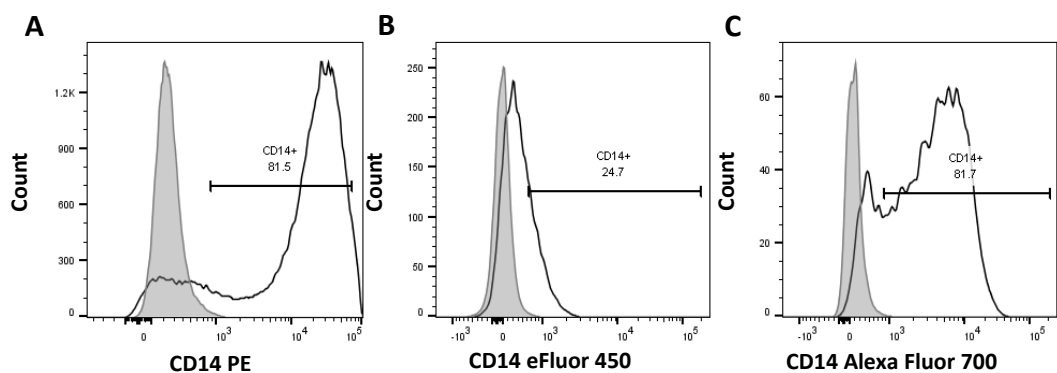 A
Count
1.2K
900
600
300
0
CD14+
81.5
0
10³
10⁴
10⁵
CD14 PE
B
Count
250
200
150
100
50
0
CD14+
24.7
-10³
0
10³
10⁴
10⁵
CD14 eFluor 450
C
Count
60
40
20
0
CD14+
81.7
-10³
0
10³
10⁴
10⁵
CD14 Alexa Fluor 700